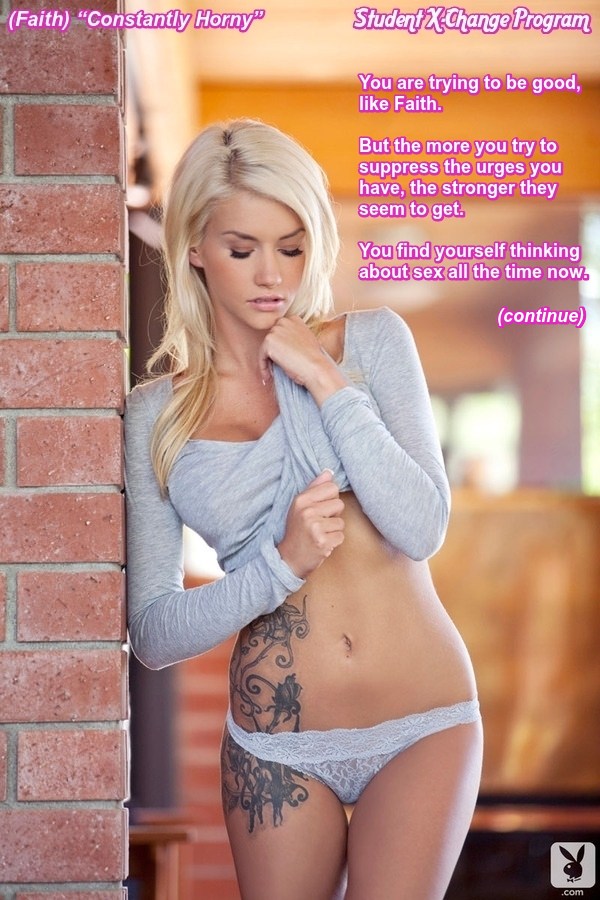 (Faith) “Constantly Horny”
Student X-Change Program
You are trying to be good,
like Faith.
But the more you try to
suppress the urges you
have, the stronger they
seem to get.
You find yourself thinking
about sex all the time now.
(continue)
.com